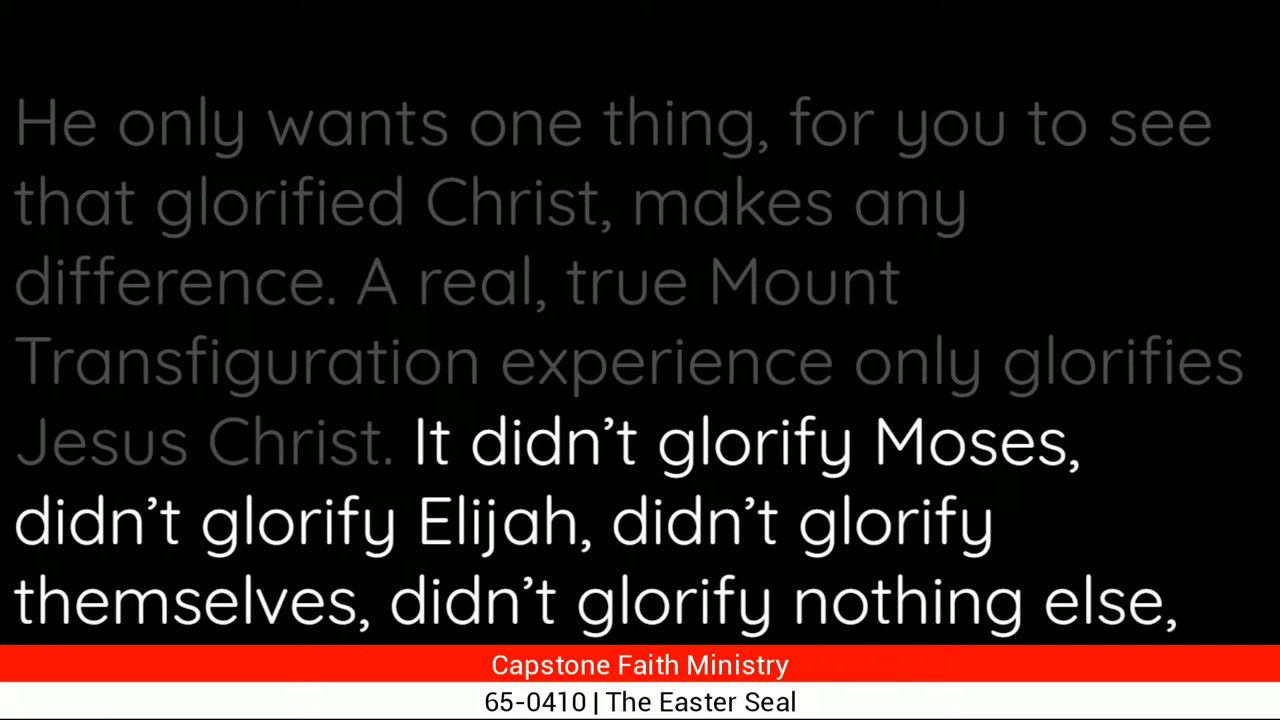 He only wants one thing, for you to see
that glorified Christ, makes any
difference. A real, true Mount
Transfiguration experience only glorifies
Jesus Christ. It didn’t glorify Moses,
didn’t glorify Elijah, didn’t glorify
themselves, didn’t glorify nothing else,
Capstone Faith Ministry
65-0410 | The Easter Seal